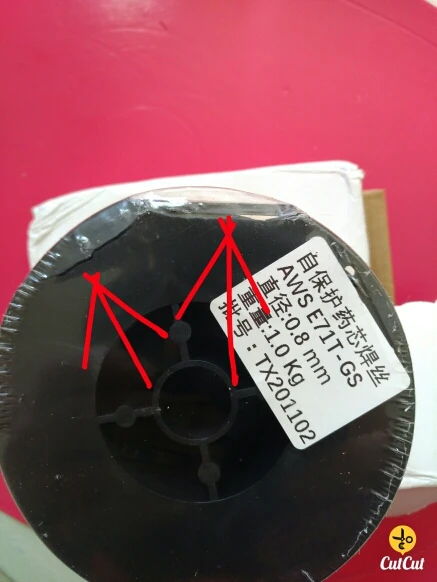 自保护药芯焊丝
AWS E71T-GS
直径:0.8 mm
重量:1.0 Kg
批号：TX201102
CutCut